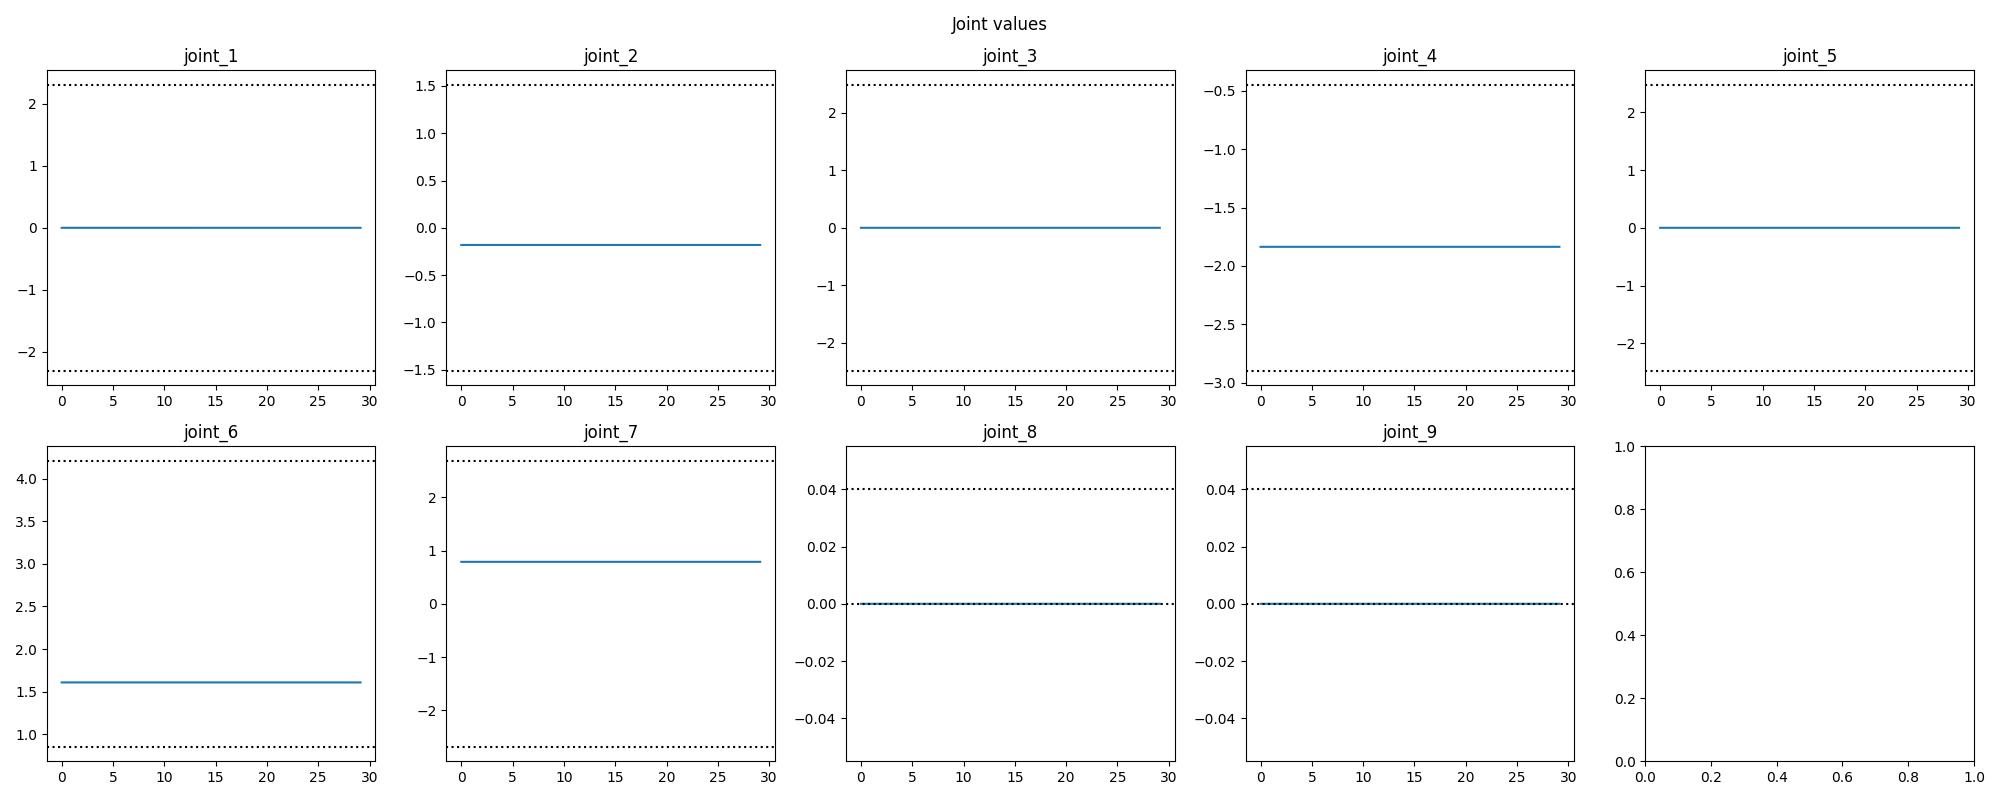 Joint values
joint_1 joint_2 joint_3 joint_4 joint_5
2 1 0 −1 −2
0 5 10 15 20 25 30
1.5 1.0 0.5 0.0 −0.5 −1.0 −1.5
0 5 10 15 20 25 30
2 1 0 −1 −2
0 5 10 15 20 25 30
−0.5 −1.0 −1.5 −2.0 −2.5 −3.0
0 5 10 15 20 25 30
2 1 0 −1 −2
0 5 10 15 20 25 30
joint_6 joint_7 joint_8 joint_9
4.0 3.5 3.0 2.5 2.0 1.5 1.0
0 5 10 15 20 25 30
2 1 0 −1 −2
0 5 10 15 20 25 30
0.04 0.02 0.00 −0.02 −0.04
0 5 10 15 20 25 30
0.04 0.02 0.00 −0.02 −0.04
0 5 10 15 20 25 30
1.0 0.8 0.6 0.4 0.2 0.0
0.0 0.2 0.4 0.6 0.8 1.0